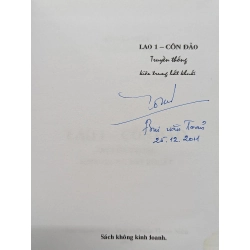 LAO 1 – CÔN ĐẢO
Truyền thống
kiên trung bất khuất
Bùi Văn Toản
25.12.2011
Sách không kinh doanh.